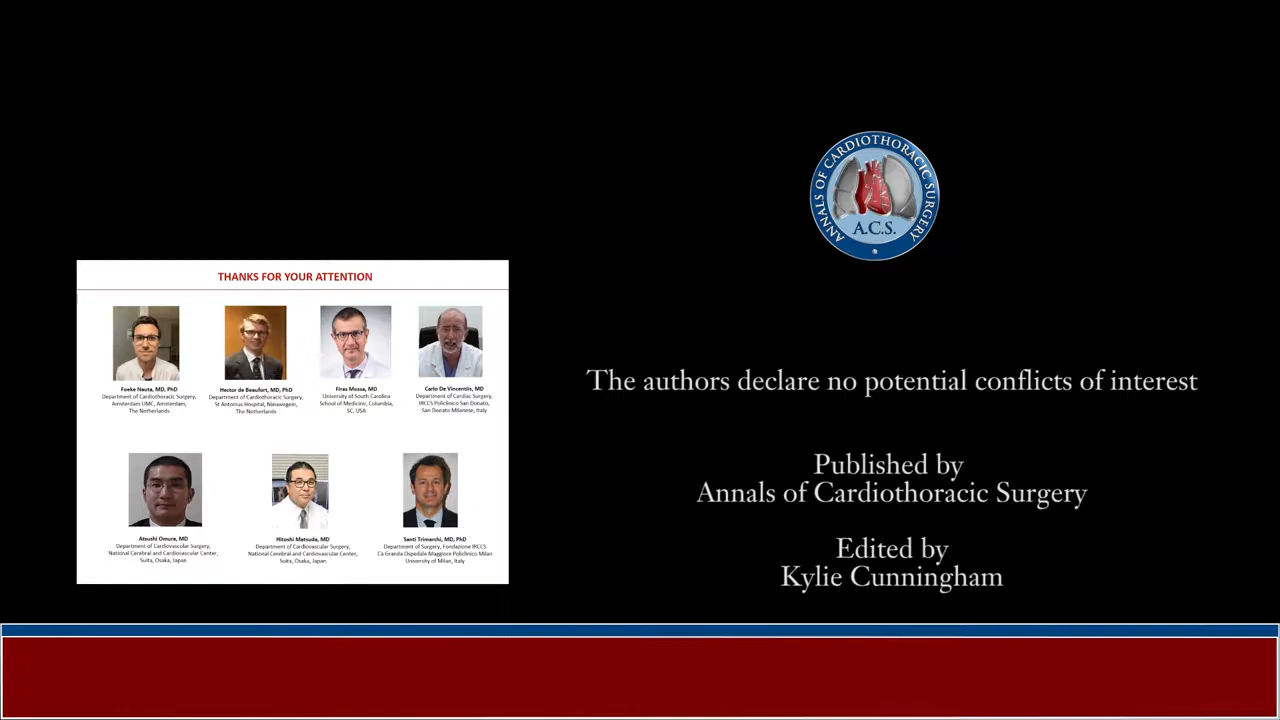 THANKS FOR YOUR ATTENTION
Foeke Nauta, MD, PhD
Department of Cardiothoracic Surgery,
Amsterdam UMC, Amsterdam,
The Netherlands
Hector de Beaufort, MD, PhD
Department of Cardiothoracic Surgery,
St Antonius Hospital, Nieuwegein,
The Netherlands
Firas Mussa, MD
University of South Carolina
School of Medicine, Columbia,
SC, USA
Carlo De Vincentiis, MD
Department of Cardiac Surgery,
IRCCS Policlinico San Donato,
San Donato Milanese, Italy
Atsushi Omura, MD
Department of Cardiovascular Surgery,
National Cerebral and Cardiovascular Center,
Suita, Osaka, Japan
Hitoshi Matsuda, MD
Department of Cardiovascular Surgery,
National Cerebral and Cardiovascular Center,
Suita, Osaka, Japan
Santi Trimarchi, MD, PhD
Department of Surgery, Fondazione IRCCS
Cà Granda Ospedale Maggiore Policlinico Milan
University of Milan, Italy
ANNALS OF CARDIOTHORACIC SURGERY
A.C.S.
The authors declare no potential conflicts of interest
Published by
Annals of Cardiothoracic Surgery
Edited by
Kylie Cunningham